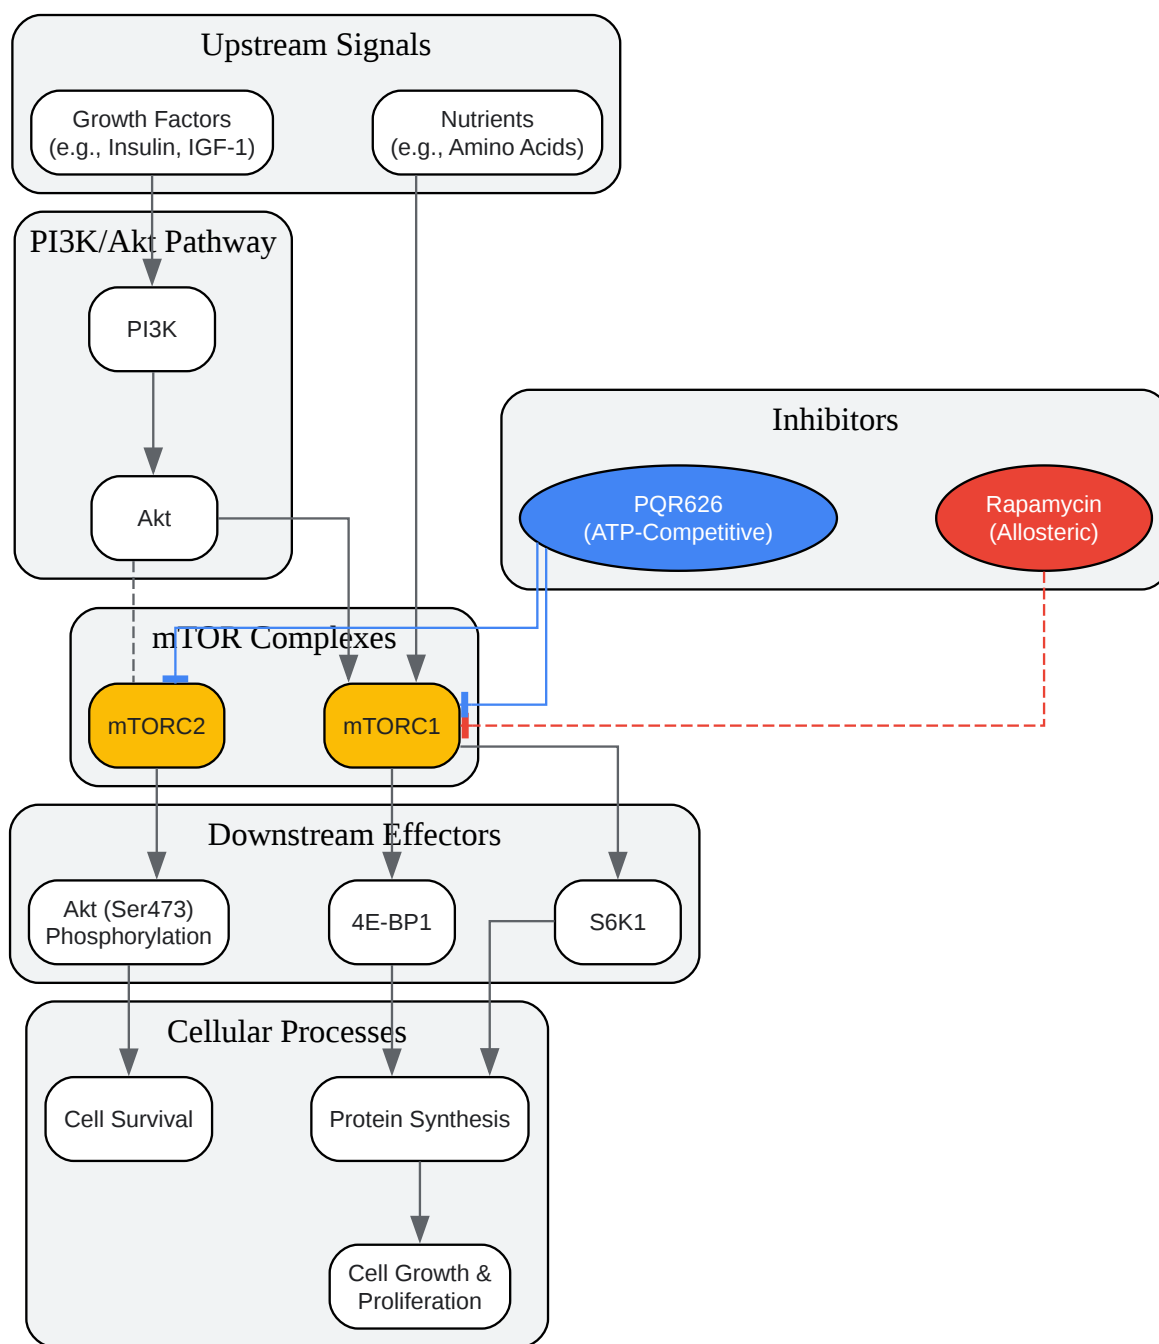 Upstream Signals
Growth Factors
(e.g., Insulin, IGF-1)
Nutrients
(e.g., Amino Acids)
PI3K/Akt Pathway
PI3K
Akt
Inhibitors
PQR626
(ATP-Competitive)
Rapamycin
(Allosteric)
mTOR Complexes
mTORC2
mTORC1
Downstream Effectors
Akt (Ser473)
Phosphorylation
4E-BP1
S6K1
Cellular Processes
Cell Survival
Protein Synthesis
Cell Growth &
Proliferation